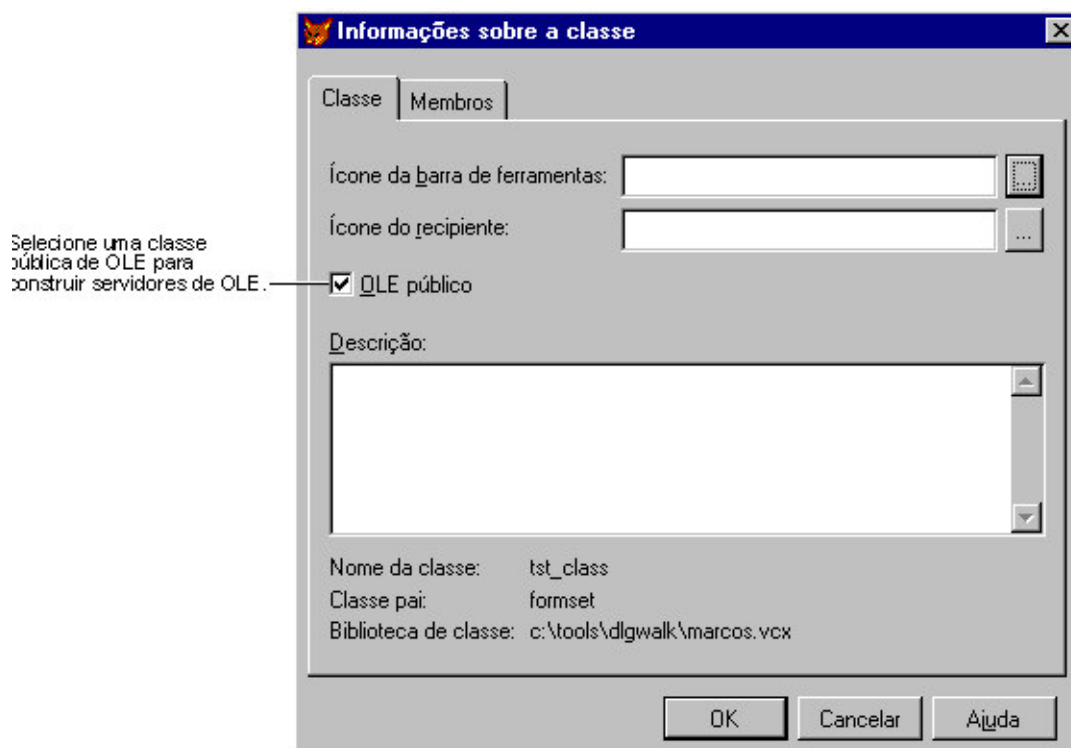 Informações sobre a classe
Classe
Membros
Ícone da barra de ferramentas:
...
Ícone do recipiente:
...
Selecione uma classe
pública de OLE para
construir servidores de OLE.
OLE público
Descrição:
Nome da classe: tst_class
Classe pai: formset
Biblioteca de classe: c:\tools\dlgwalk\marcos.vcx
OK
Cancelar
Ajuda